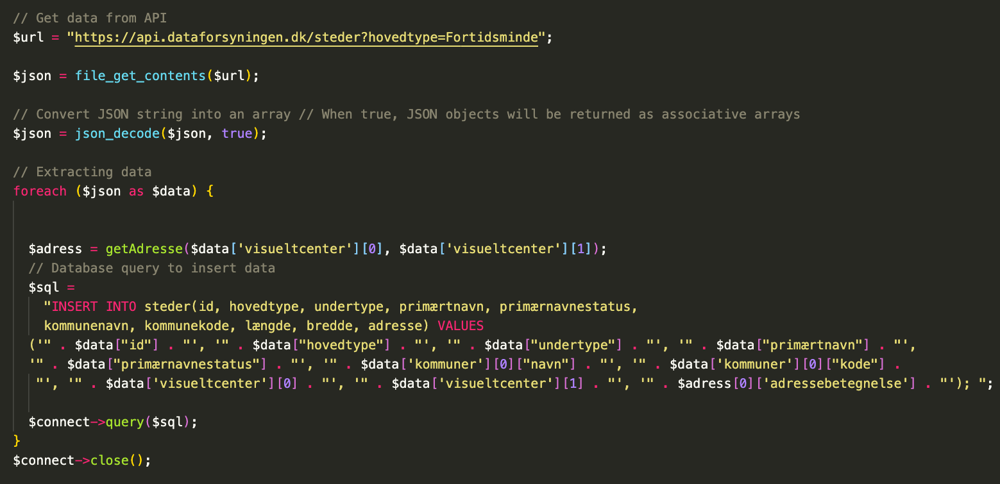 // Get data from API
$url = "https://api.dataforsyningen.dk/steder?hovedtype=Fortidsminde";
$json = file_get_contents($url);
// Convert JSON string into an array // When true, JSON objects will be returned as associative arrays
$json = json_decode($json, true);
// Extracting data
foreach ($json as $data) {
$adress = getAdresse($data['visueltcenter'][0], $data['visueltcenter'][1]);
// Database query to insert data
$sql =
"INSERT INTO steder(id, hovedtype, undertype, primærtnavn, primærnavnestatus,
kommunenavn, kommunekode, længde, bredde, adresse) VALUES
('" . $data["id"] . "', '" . $data["hovedtype"] . "', '" . $data["undertype"] . "', '" . $data["primærtnavn"] . "',
'" . $data["primærnavnestatus"] . "', '" . $data['kommuner'][0]["navn"] . "', '" . $data['kommuner'][0]["kode"] .
"', '" . $data['visueltcenter'][0] . "', '" . $data['visueltcenter'][1] . "', '" . $adress[0]['adressebetegnelse'] . "'); ";
$connect->query($sql);
}
$connect->close();